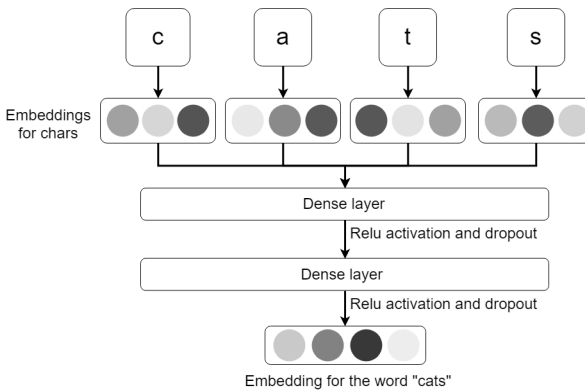 c
a
t
s
Embeddings
for chars
Dense layer
Relu activation and dropout
Dense layer
Relu activation and dropout
Embedding for the word "cats"